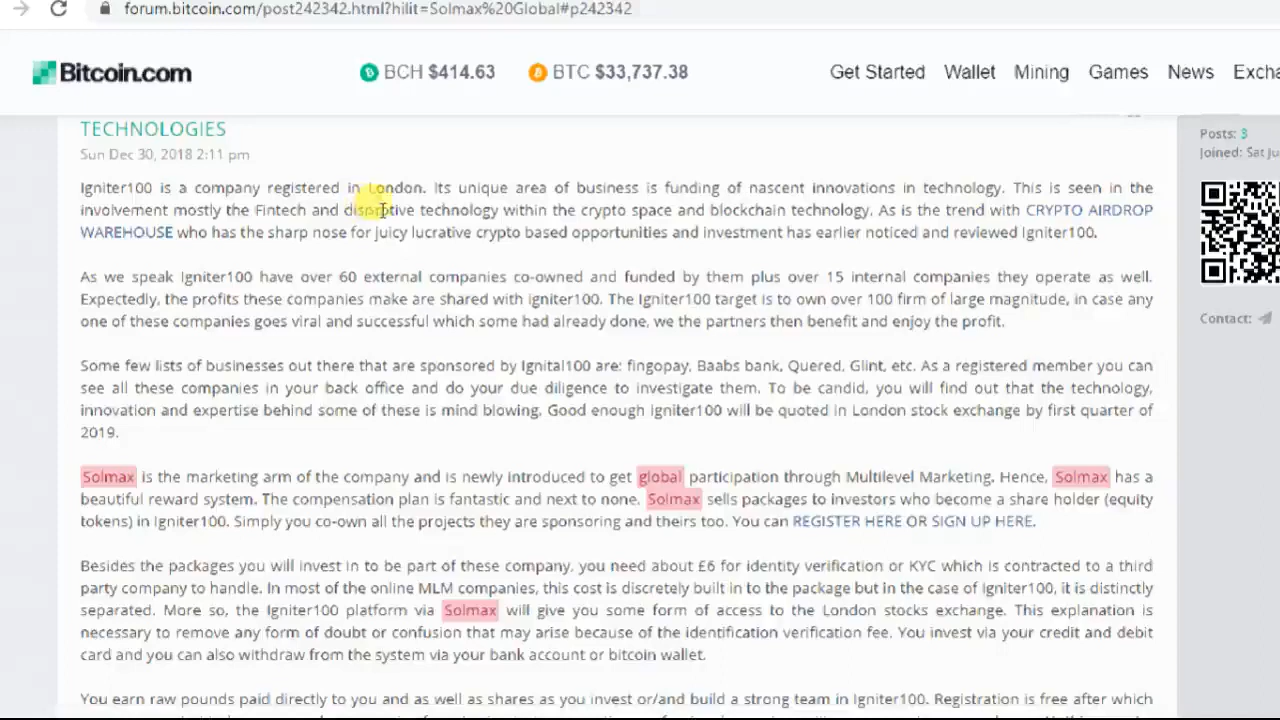 forum.bitcoin.com/post242342.html?hilit=Solmax%20Global#p242342
Bitcoin.com
BCH $414.63
BTC $33,737.38
Get Started Wallet Mining Games News Excha
TECHNOLOGIES
Sun Dec 30, 2018 2:11 pm
Igniter100 is a company registered in London. Its unique area of business is funding of nascent innovations in technology. This is seen in the
involvement mostly the Fintech and disruptive technology within the crypto space and blockchain technology. As is the trend with CRYPTO AIRDROP
WAREHOUSE who has the sharp nose for juicy lucrative crypto based opportunities and investment has earlier noticed and reviewed Igniter100.
As we speak Igniter100 have over 60 external companies co-owned and funded by them plus over 15 internal companies they operate as well.
Expectedly, the profits these companies make are shared with igniter100. The Igniter100 target is to own over 100 firm of large magnitude, in case any
one of these companies goes viral and successful which some had already done, we the partners then benefit and enjoy the profit.
Some few lists of businesses out there that are sponsored by Ignital100 are: fingopay, Baabs bank, Quered, Glint, etc. As a registered member you can
see all these companies in your back office and do your due diligence to investigate them. To be candid, you will find out that the technology,
innovation and expertise behind some of these is mind blowing. Good enough Igniter100 will be quoted in London stock exchange by first quarter of
2019.
Solmax is the marketing arm of the company and is newly introduced to get global participation through Multilevel Marketing. Hence, Solmax has a
beautiful reward system. The compensation plan is fantastic and next to none. Solmax sells packages to investors who become a share holder (equity
tokens) in Igniter100. Simply you co-own all the projects they are sponsoring and theirs too. You can REGISTER HERE OR SIGN UP HERE.
Besides the packages you will invest in to be part of these company, you need about £6 for identity verification or KYC which is contracted to a third
party company to handle. In most of the online MLM companies, this cost is discretely built in to the package but in the case of Igniter100, it is distinctly
separated. More so, the Igniter100 platform via Solmax will give you some form of access to the London stocks exchange. This explanation is
necessary to remove any form of doubt or confusion that may arise because of the identification verification fee. You invest via your credit and debit
card and you can also withdraw from the system via your bank account or bitcoin wallet.
You earn raw pounds paid directly to you and as well as shares as you invest or/and build a strong team in Igniter100. Registration is free after which
Posts: 3
Joined: Sat Ju
Contact: